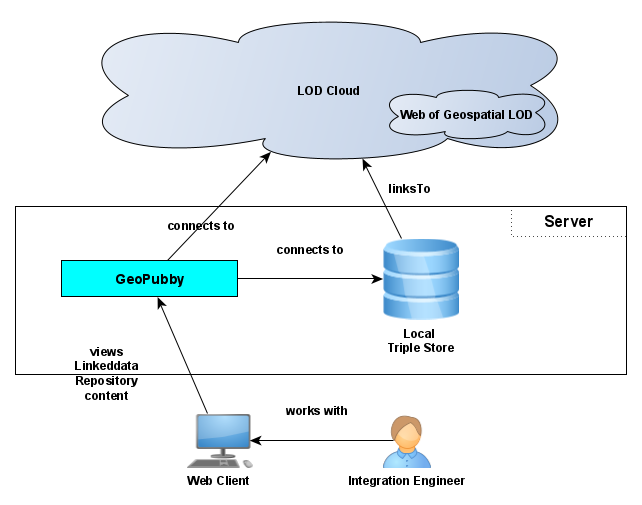 LOD Cloud
Web of Geospatial LOD
linksTo
connects to
Server
connects to
GeoPubby
Local
Triple Store
views
Linkeddata
Repository
content
works with
Web Client
Integration Engineer